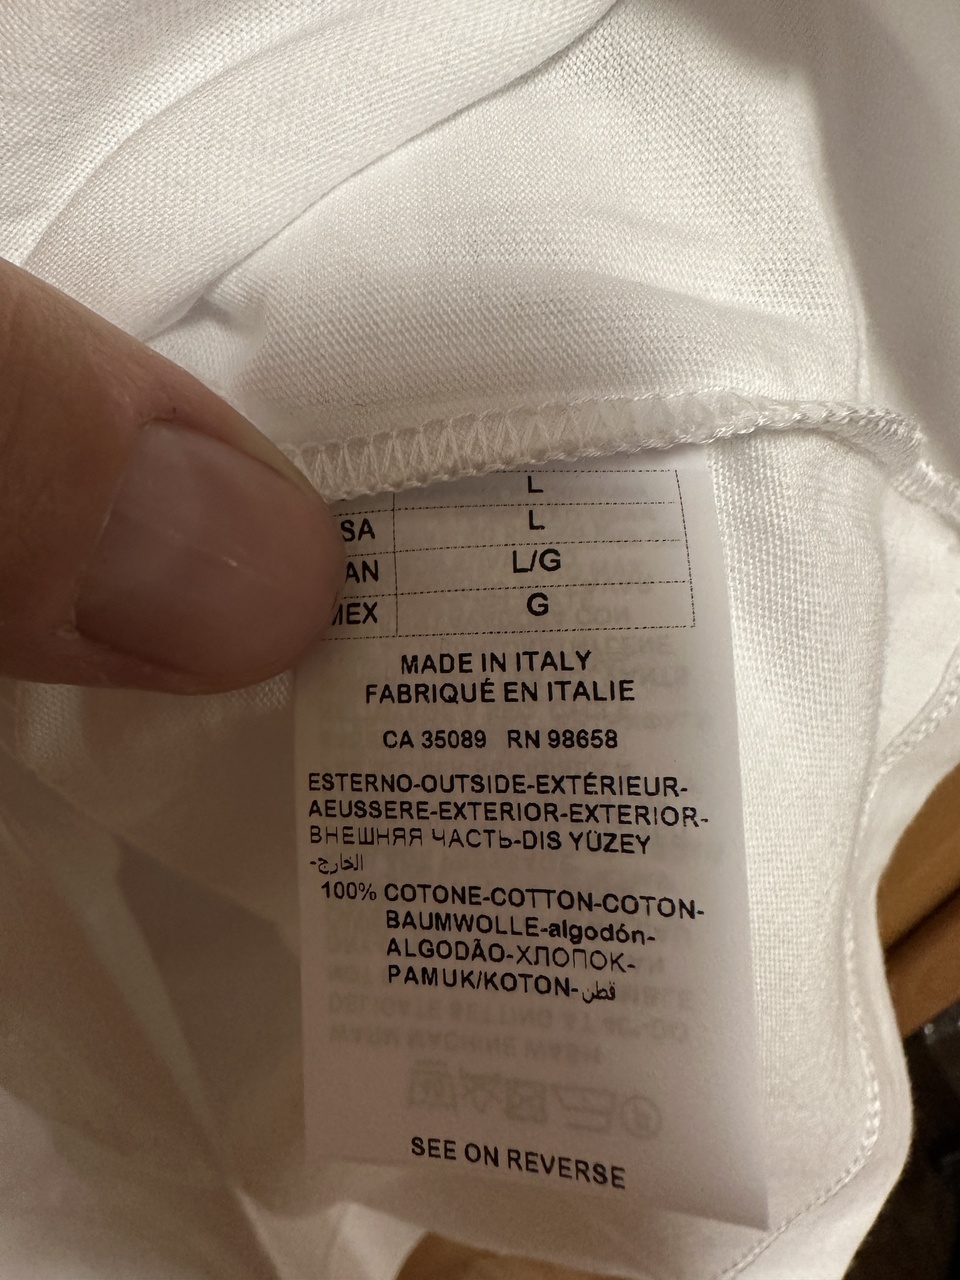 L
SA L
AN L/G
MEX G
MADE IN ITALY
FABRIQUÉ EN ITALIE
CA 35089 RN 98658
ESTERNO-OUTSIDE-EXTÉRIEUR-
AEUSSERE-EXTERIOR-EXTERIOR-
ВНЕШНЯЯ ЧАСТЬ-DIS YÜZEY
-الخارج
100% COTONE-COTTON-COTON-
BAUMWOLLE-algodón-
ALGODÃO-ХЛОПОК-
PAMUK/KOTON-قطن
SEE ON REVERSE